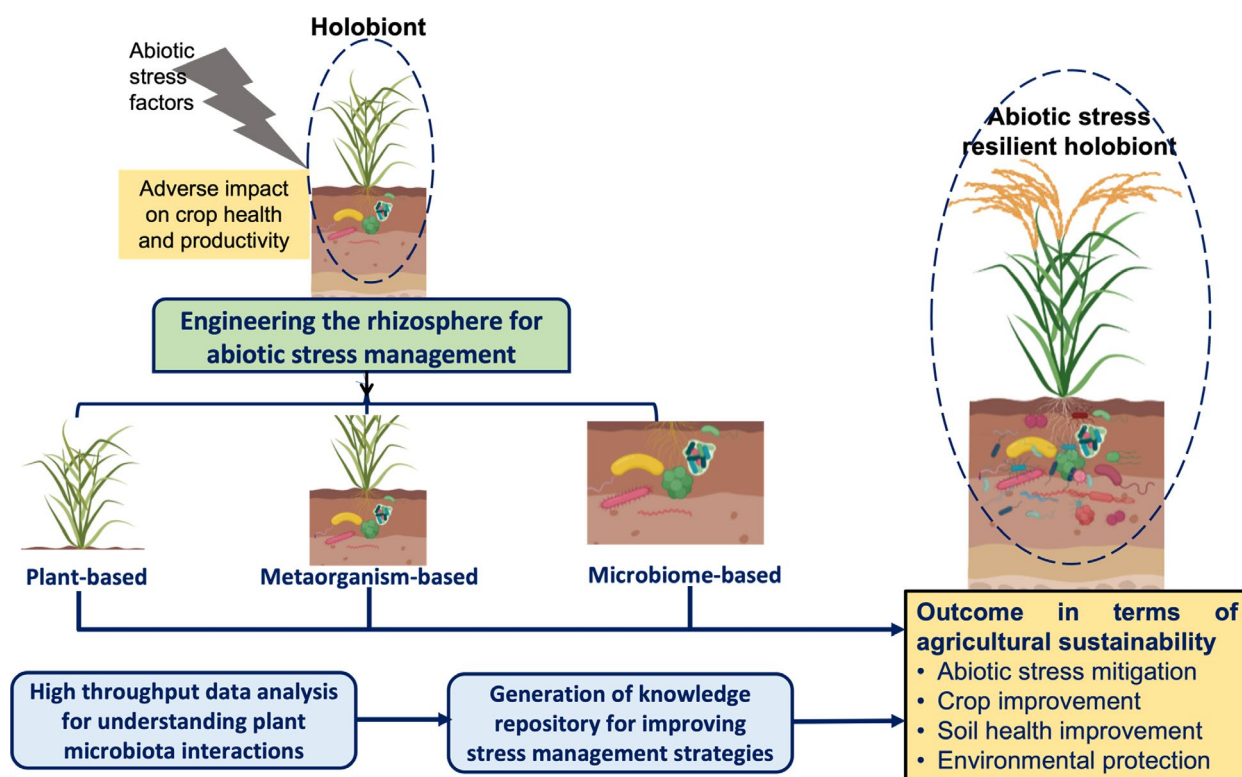 Holobiont
Abiotic
stress
factors
Adverse impact
on crop health
and productivity
Abiotic stress
resilient holobiont
Engineering the rhizosphere for
abiotic stress management
Plant-based
Metaorganism-based
Microbiome-based
High throughput data analysis
for understanding plant
microbiota interactions
Generation of knowledge
repository for improving
stress management strategies
Outcome in terms of
agricultural sustainability
• Abiotic stress mitigation
• Crop improvement
• Soil health improvement
• Environmental protection